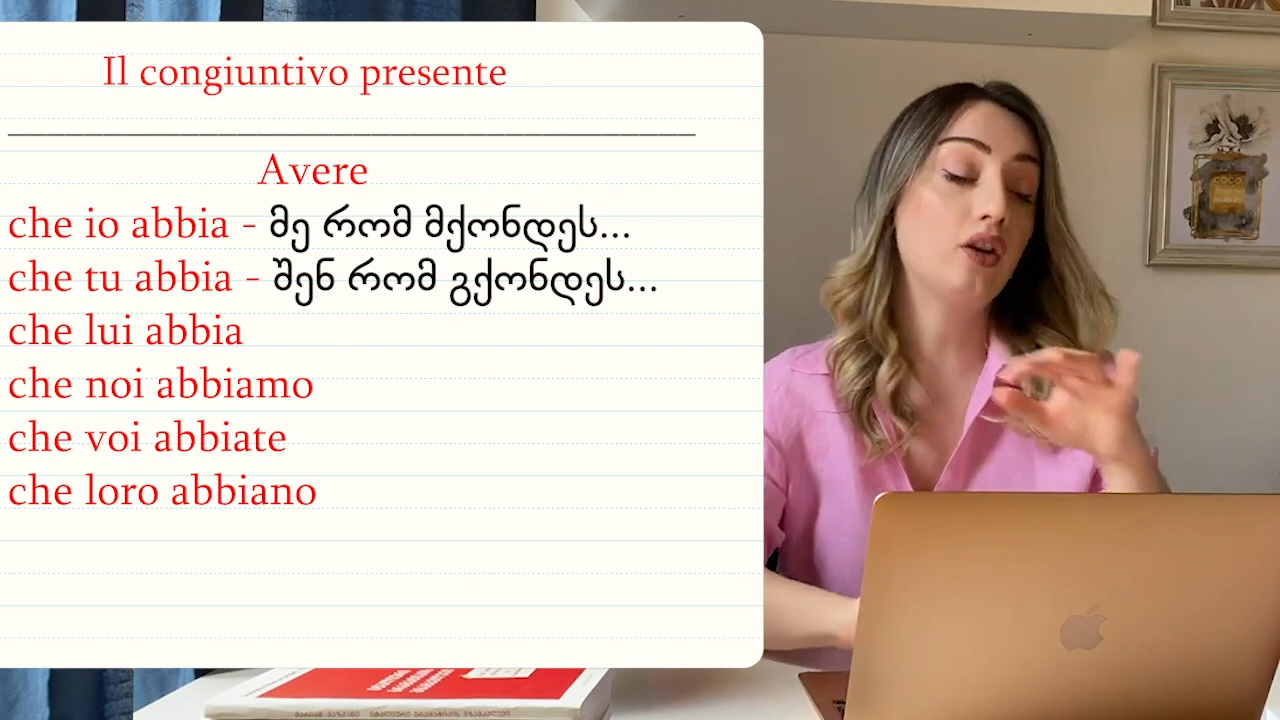 Il congiuntivo presente
Avere
che io abbia - მე რომ მქონდეს...
che tu abbia - შენ რომ გქონდეს...
che lui abbia
che noi abbiamo
che voi abbiate
che loro abbiano
COCO